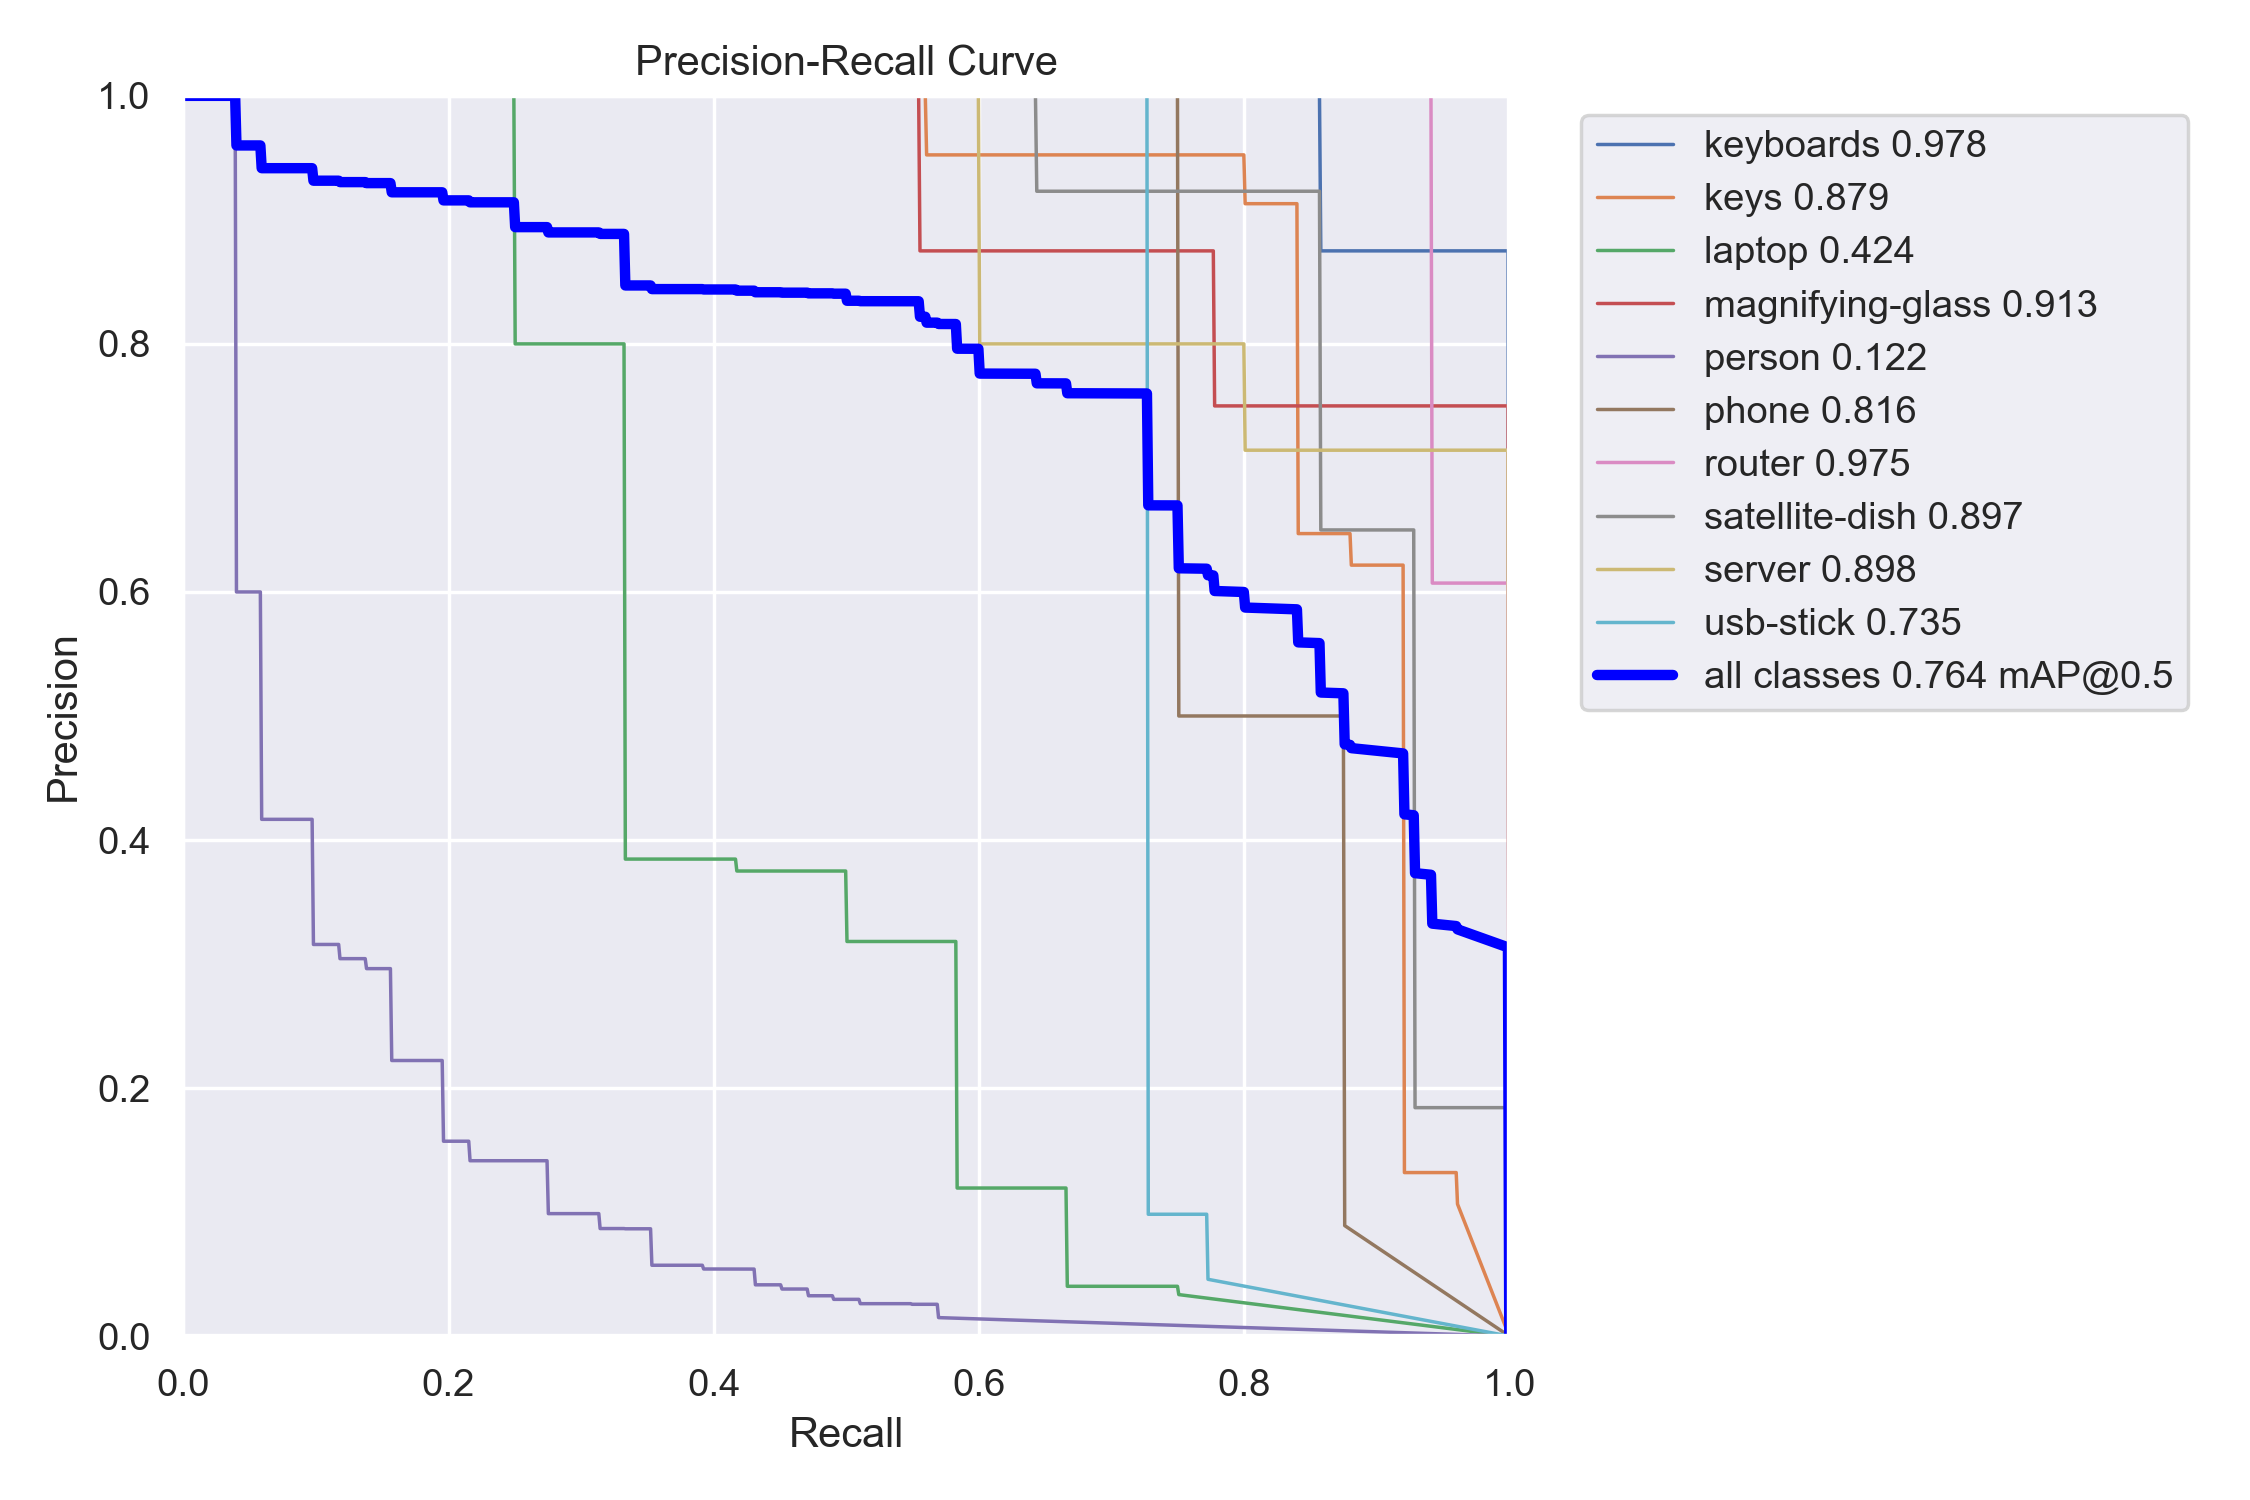 Precision-Recall Curve
1.0
0.8
0.6
0.4
0.2
0.0
Precision
0.0 0.2 0.4 0.6 0.8 1.0
Recall
keyboards 0.978
keys 0.879
laptop 0.424
magnifying-glass 0.913
person 0.122
phone 0.816
router 0.975
satellite-dish 0.897
server 0.898
usb-stick 0.735
all classes 0.764 mAP@0.5